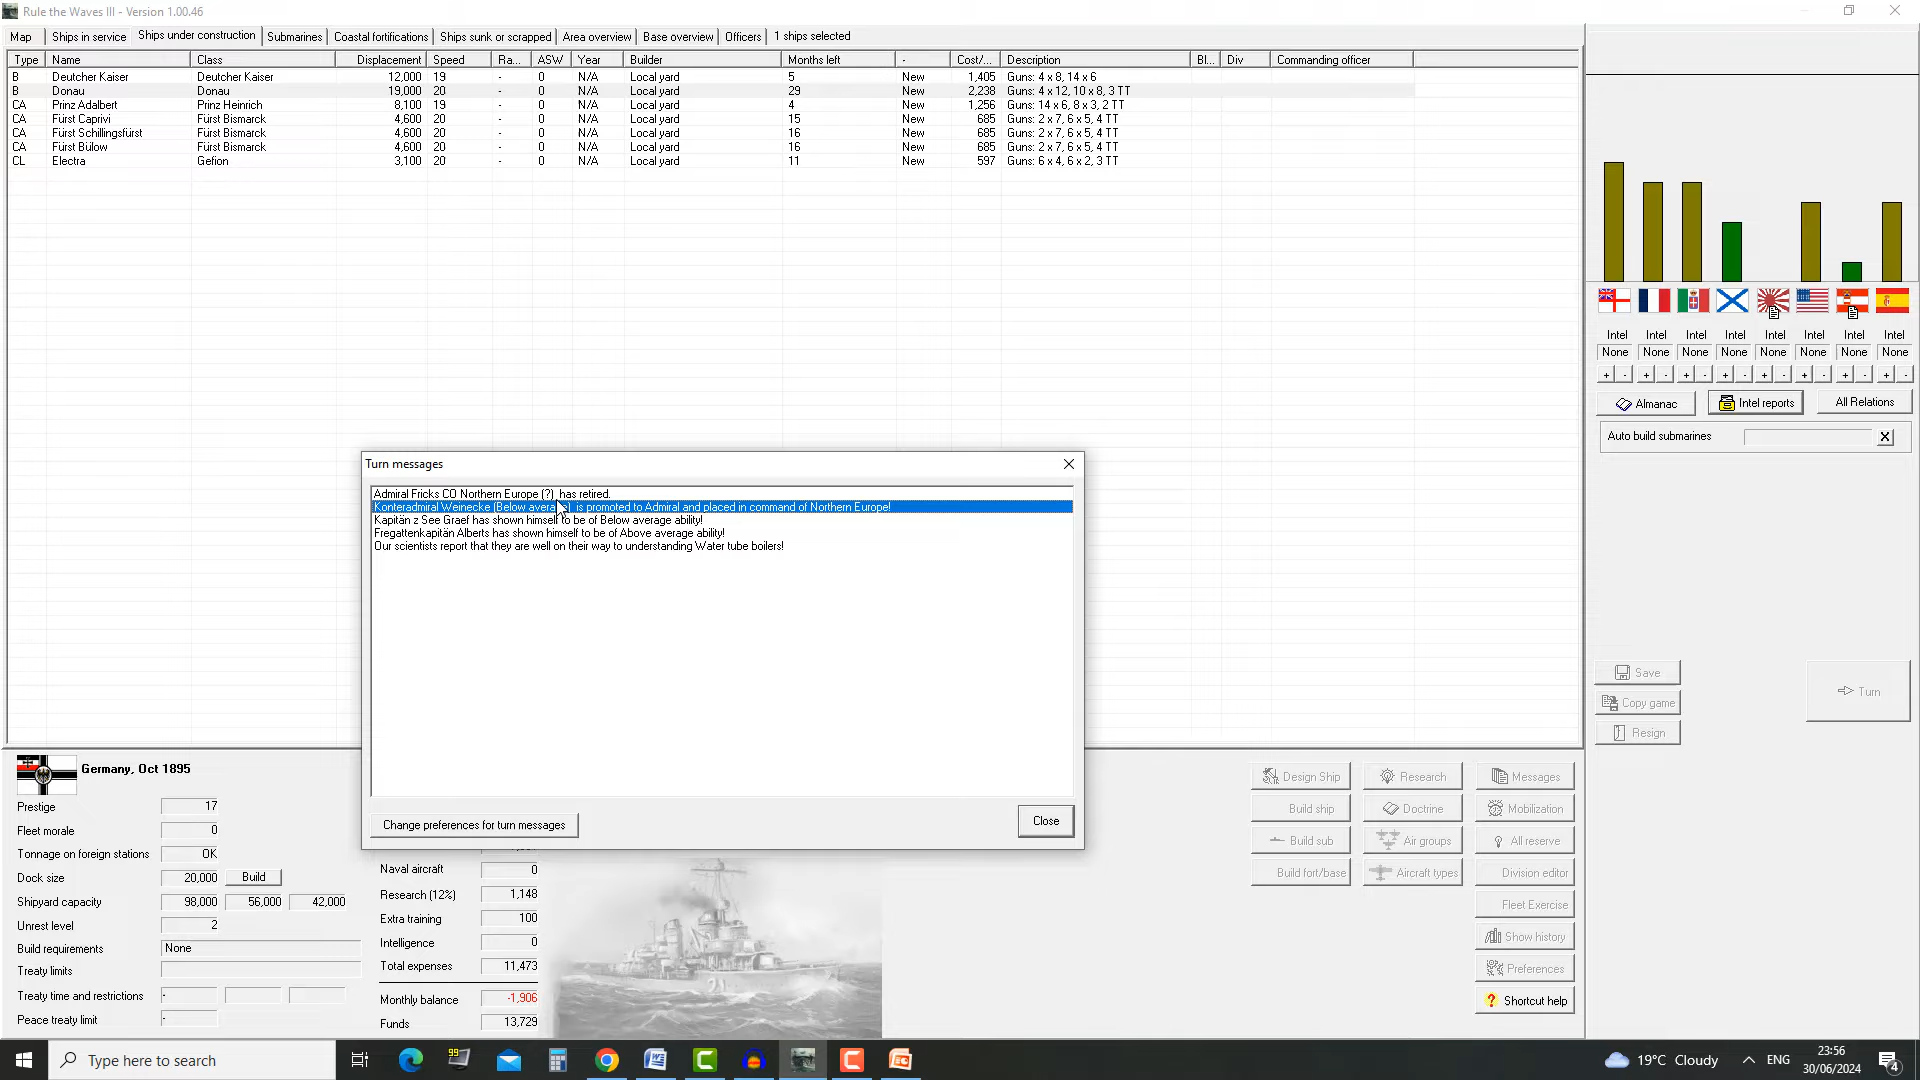 Rule the Waves III - Version 1.00.46
Map Ships in service Ships under construction Submarines Coastal fortifications Ships sunk or scrapped Area overview Base overview Officers 1 ships selected
Type Name Class Displacement Speed Ra... ASW Year Builder Months left - Cost/... Description Bl... Div Commanding officer
B Deutcher Kaiser Deutcher Kaiser 12,000 19 - 0 N/A Local yard 5 New 1,405 Guns: 4 x 8, 14 x 6
B Donau Donau 19,000 20 - 0 N/A Local yard 29 New 2,238 Guns: 4 x 12, 10 x 8, 3 TT
CA Prinz Adalbert Prinz Heinrich 8,100 19 - 0 N/A Local yard 4 New 1,256 Guns: 14 x 6, 8 x 3, 2 TT
CA Fürst Caprivi Fürst Bismarck 4,600 20 - 0 N/A Local yard 15 New 685 Guns: 2 x 7, 6 x 5, 4 TT
CA Fürst Schillingsfürst Fürst Bismarck 4,600 20 - 0 N/A Local yard 16 New 685 Guns: 2 x 7, 6 x 5, 4 TT
CA Fürst Bülow Fürst Bismarck 4,600 20 - 0 N/A Local yard 16 New 685 Guns: 2 x 7, 6 x 5, 4 TT
CL Electra Gefion 3,100 20 - 0 N/A Local yard 11 New 597 Guns: 6 x 4, 6 x 2, 3 TT
Intel Intel Intel Intel Intel Intel Intel Intel
None None None None None None None None
+ - + - + - + - + - + - + - + -
Almanac Intel reports All Relations
Auto build submarines X
Turn messages
Admiral Fricks CO Northern Europe (?) has retired.
Konteradmiral Weinecke (Below average) is promoted to Admiral and placed in command of Northern Europe!
Kapitän z See Graef has shown himself to be of Below average ability!
Fregattenkapitän Alberts has shown himself to be of Above average ability!
Our scientists report that they are well on their way to understanding Water tube boilers!
Change preferences for turn messages Close
Save
Copy game
Resign
Turn
Germany, Oct 1895
Prestige 17
Fleet morale 0
Tonnage on foreign stations OK
Dock size 20,000 Build
Shipyard capacity 98,000 56,000 42,000
Unrest level 2
Build requirements None
Treaty limits
Treaty time and restrictions -
Peace treaty limit -
Naval aircraft 0
Research (12%) 1,148
Extra training 100
Intelligence 0
Total expenses 11,473
Monthly balance -1,906
Funds 13,729
Design Ship Research Messages
Build ship Doctrine Mobilization
Build sub Air groups All reserve
Build fort/base Aircraft types Division editor
Fleet Exercise
Show history
Preferences
? Shortcut help
Type here to search
99
19°C Cloudy ENG 23:56
30/06/2024
4